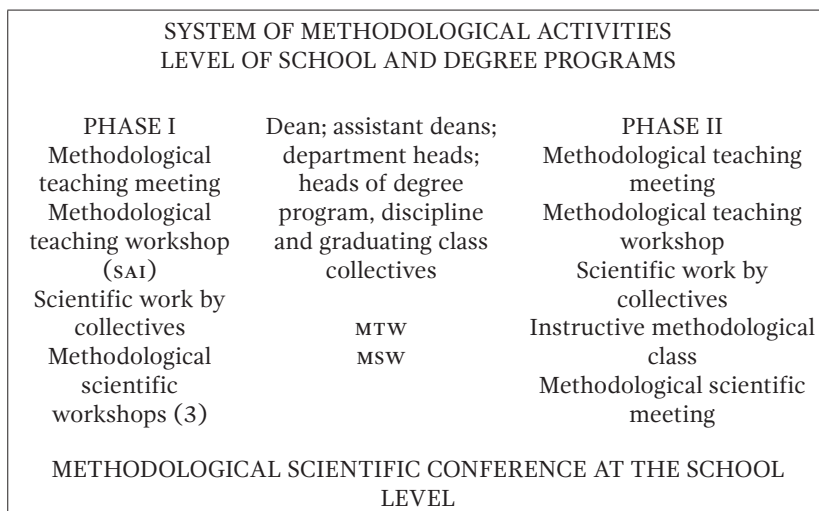 SYSTEM OF METHODOLOGICAL ACTIVITIES
LEVEL OF SCHOOL AND DEGREE PROGRAMS
PHASE I
Methodological
teaching meeting
Methodological
teaching workshop
(SAI)
Scientific work by
collectives
Methodological
scientific
workshops (3)
Dean; assistant deans;
department heads;
heads of degree
program, discipline
and graduating class
collectives
MTW
MSW
PHASE II
Methodological teaching
meeting
Methodological teaching
workshop
Scientific work by
collectives
Instructive methodological
class
Methodological scientific
meeting
METHODOLOGICAL SCIENTIFIC CONFERENCE AT THE SCHOOL
LEVEL